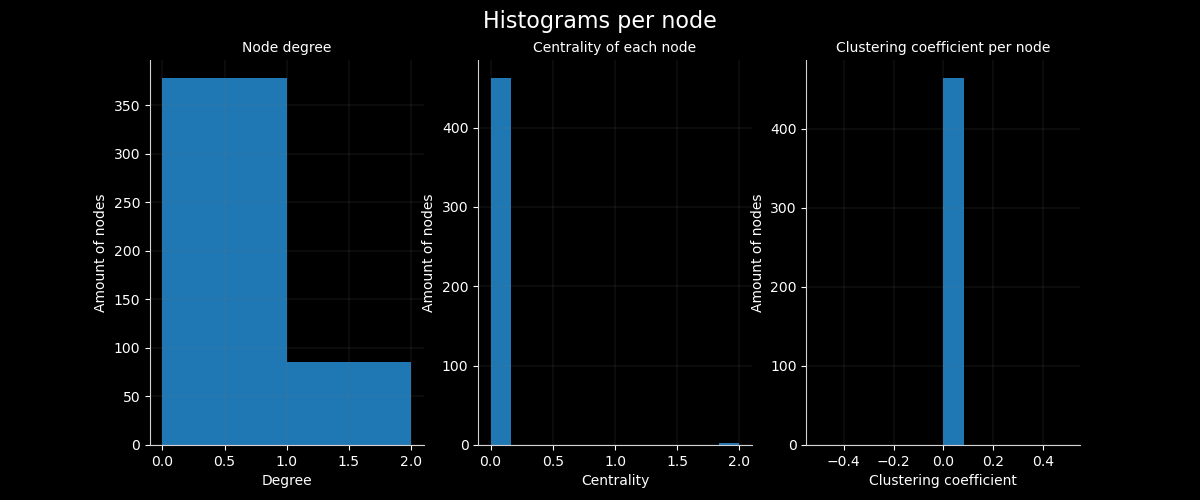 Histograms per node
Node degree
Amount of nodes
350
300
250
200
150
100
50
0
0.0 0.5 1.0 1.5 2.0
Degree
Centrality of each node
Amount of nodes
400
300
200
100
0
0.0 0.5 1.0 1.5 2.0
Centrality
Clustering coefficient per node
Amount of nodes
400
300
200
100
0
−0.4 −0.2 0.0 0.2 0.4
Clustering coefficient